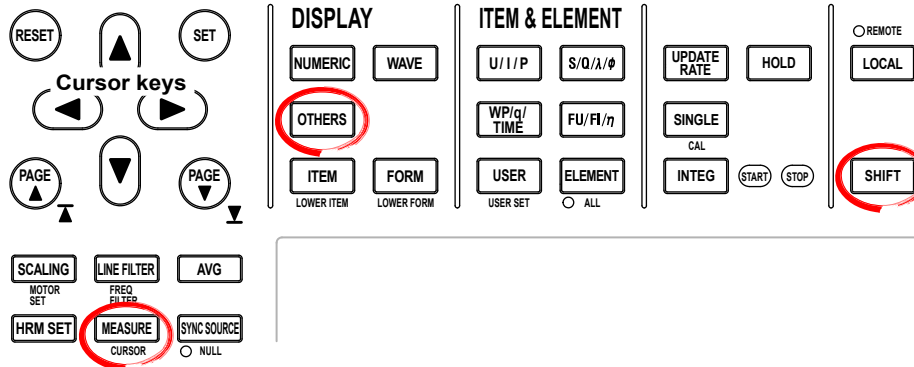 RESET
SET
Cursor keys
PAGE
PAGE
DISPLAY
NUMERIC WAVE
OTHERS
ITEM FORM
LOWER ITEM LOWER FORM
ITEM & ELEMENT
U/I/P S/Q/λ/ϕ
WP/q/
TIME
FU/FI/η
USER ELEMENT
USER SET ALL
UPDATE
RATE
HOLD
SINGLE
CAL
INTEG START STOP
REMOTE
LOCAL
SHIFT
SCALING LINE FILTER AVG
MOTOR
SET
FREQ
FILTER
HRM SET MEASURE SYNC SOURCE
CURSOR NULL